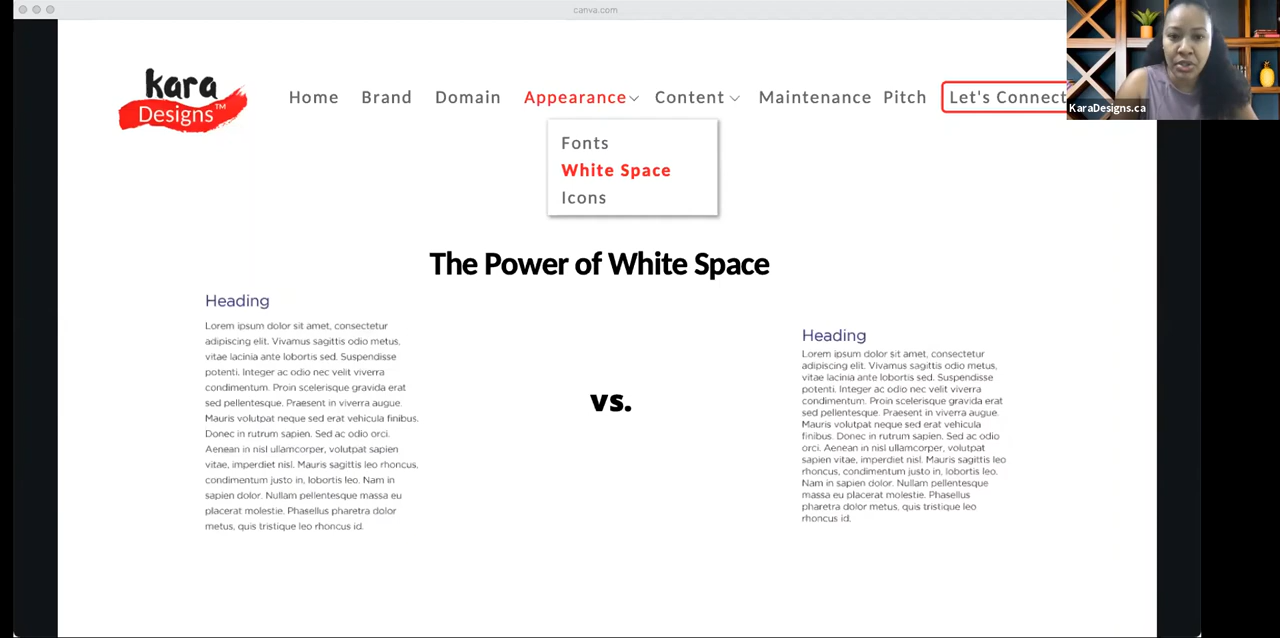 canva.com
kara
Designs™
Home Brand Domain Appearance Content Maintenance Pitch Let's Connect
KaraDesigns.ca
Fonts
White Space
Icons
The Power of White Space
Heading
Lorem ipsum dolor sit amet, consectetur
adipiscing elit. Vivamus sagittis odio metus,
vitae lacinia ante lobortis sed. Suspendisse
potenti. Integer ac odio nec velit viverra
condimentum. Proin scelerisque gravida erat
sed pellentesque. Praesent in viverra augue.
Mauris volutpat neque sed erat vehicula finibus.
Donec in rutrum sapien. Sed ac odio orci.
Aenean in nisl ullamcorper, volutpat sapien
vitae, imperdiet nisl. Mauris sagittis leo rhoncus,
condimentum justo in, lobortis leo. Nam in
sapien dolor. Nullam pellentesque massa eu
placerat molestie. Phasellus pharetra dolor
metus, quis tristique leo rhoncus id.
vs.
Heading
Lorem ipsum dolor sit amet, consectetur
adipiscing elit. Vivamus sagittis odio metus,
vitae lacinia ante lobortis sed. Suspendisse
potenti. Integer ac odio nec velit viverra
condimentum. Proin scelerisque gravida erat
sed pellentesque. Praesent in viverra augue.
Mauris volutpat neque sed erat vehicula
finibus. Donec in rutrum sapien. Sed ac odio
orci. Aenean in nisl ullamcorper, volutpat
sapien vitae, imperdiet nisl. Mauris sagittis leo
rhoncus, condimentum justo in, lobortis leo.
Nam in sapien dolor. Nullam pellentesque
massa eu placerat molestie. Phasellus
pharetra dolor metus, quis tristique leo
rhoncus id.